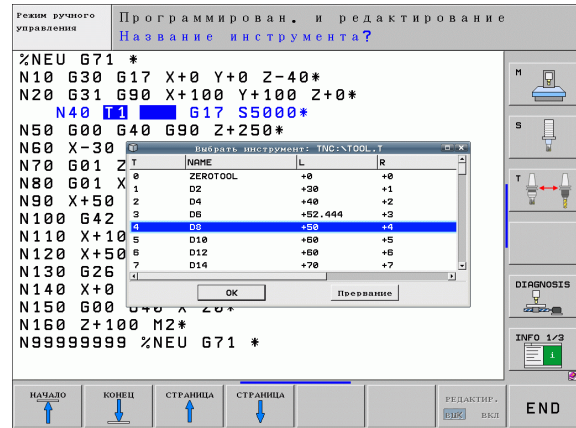 Режим ручного
управления
Программирован. и редактирование
Название инструмента?
%NEU G71 *
N10 G30 G17 X+0 Y+0 Z-40*
N20 G31 G90 X+100 Y+100 Z+0*
N40 T1 G17 S5000*
N50 G00 G40 G90 Z+250*
N60 X-30
N70 G01 Z
N80 G01 X
N90 X+50
N100 G42
N110 X+10
N120 X+50
N130 G26
N140 X+0
N150 G00 G40 X
N160 Z+100 M2*
N99999999 %NEU G71 *
Выбрать инструмент: TNC:\TOOL.T
T NAME L R
0 ZEROTOOL +0 +0
1 D2 +30 +1
2 D4 +40 +2
3 D6 +52.444 +3
4 D8 +50 +4
5 D10 +60 +5
6 D12 +60 +6
7 D14 +70 +7
OK Прерывание
M
S
T
DIAGNOSIS
INFO 1/3
НАЧАЛО
КОНЕЦ
СТРАНИЦА
СТРАНИЦА
РЕДАКТИР.
ВЫК ВКЛ
END